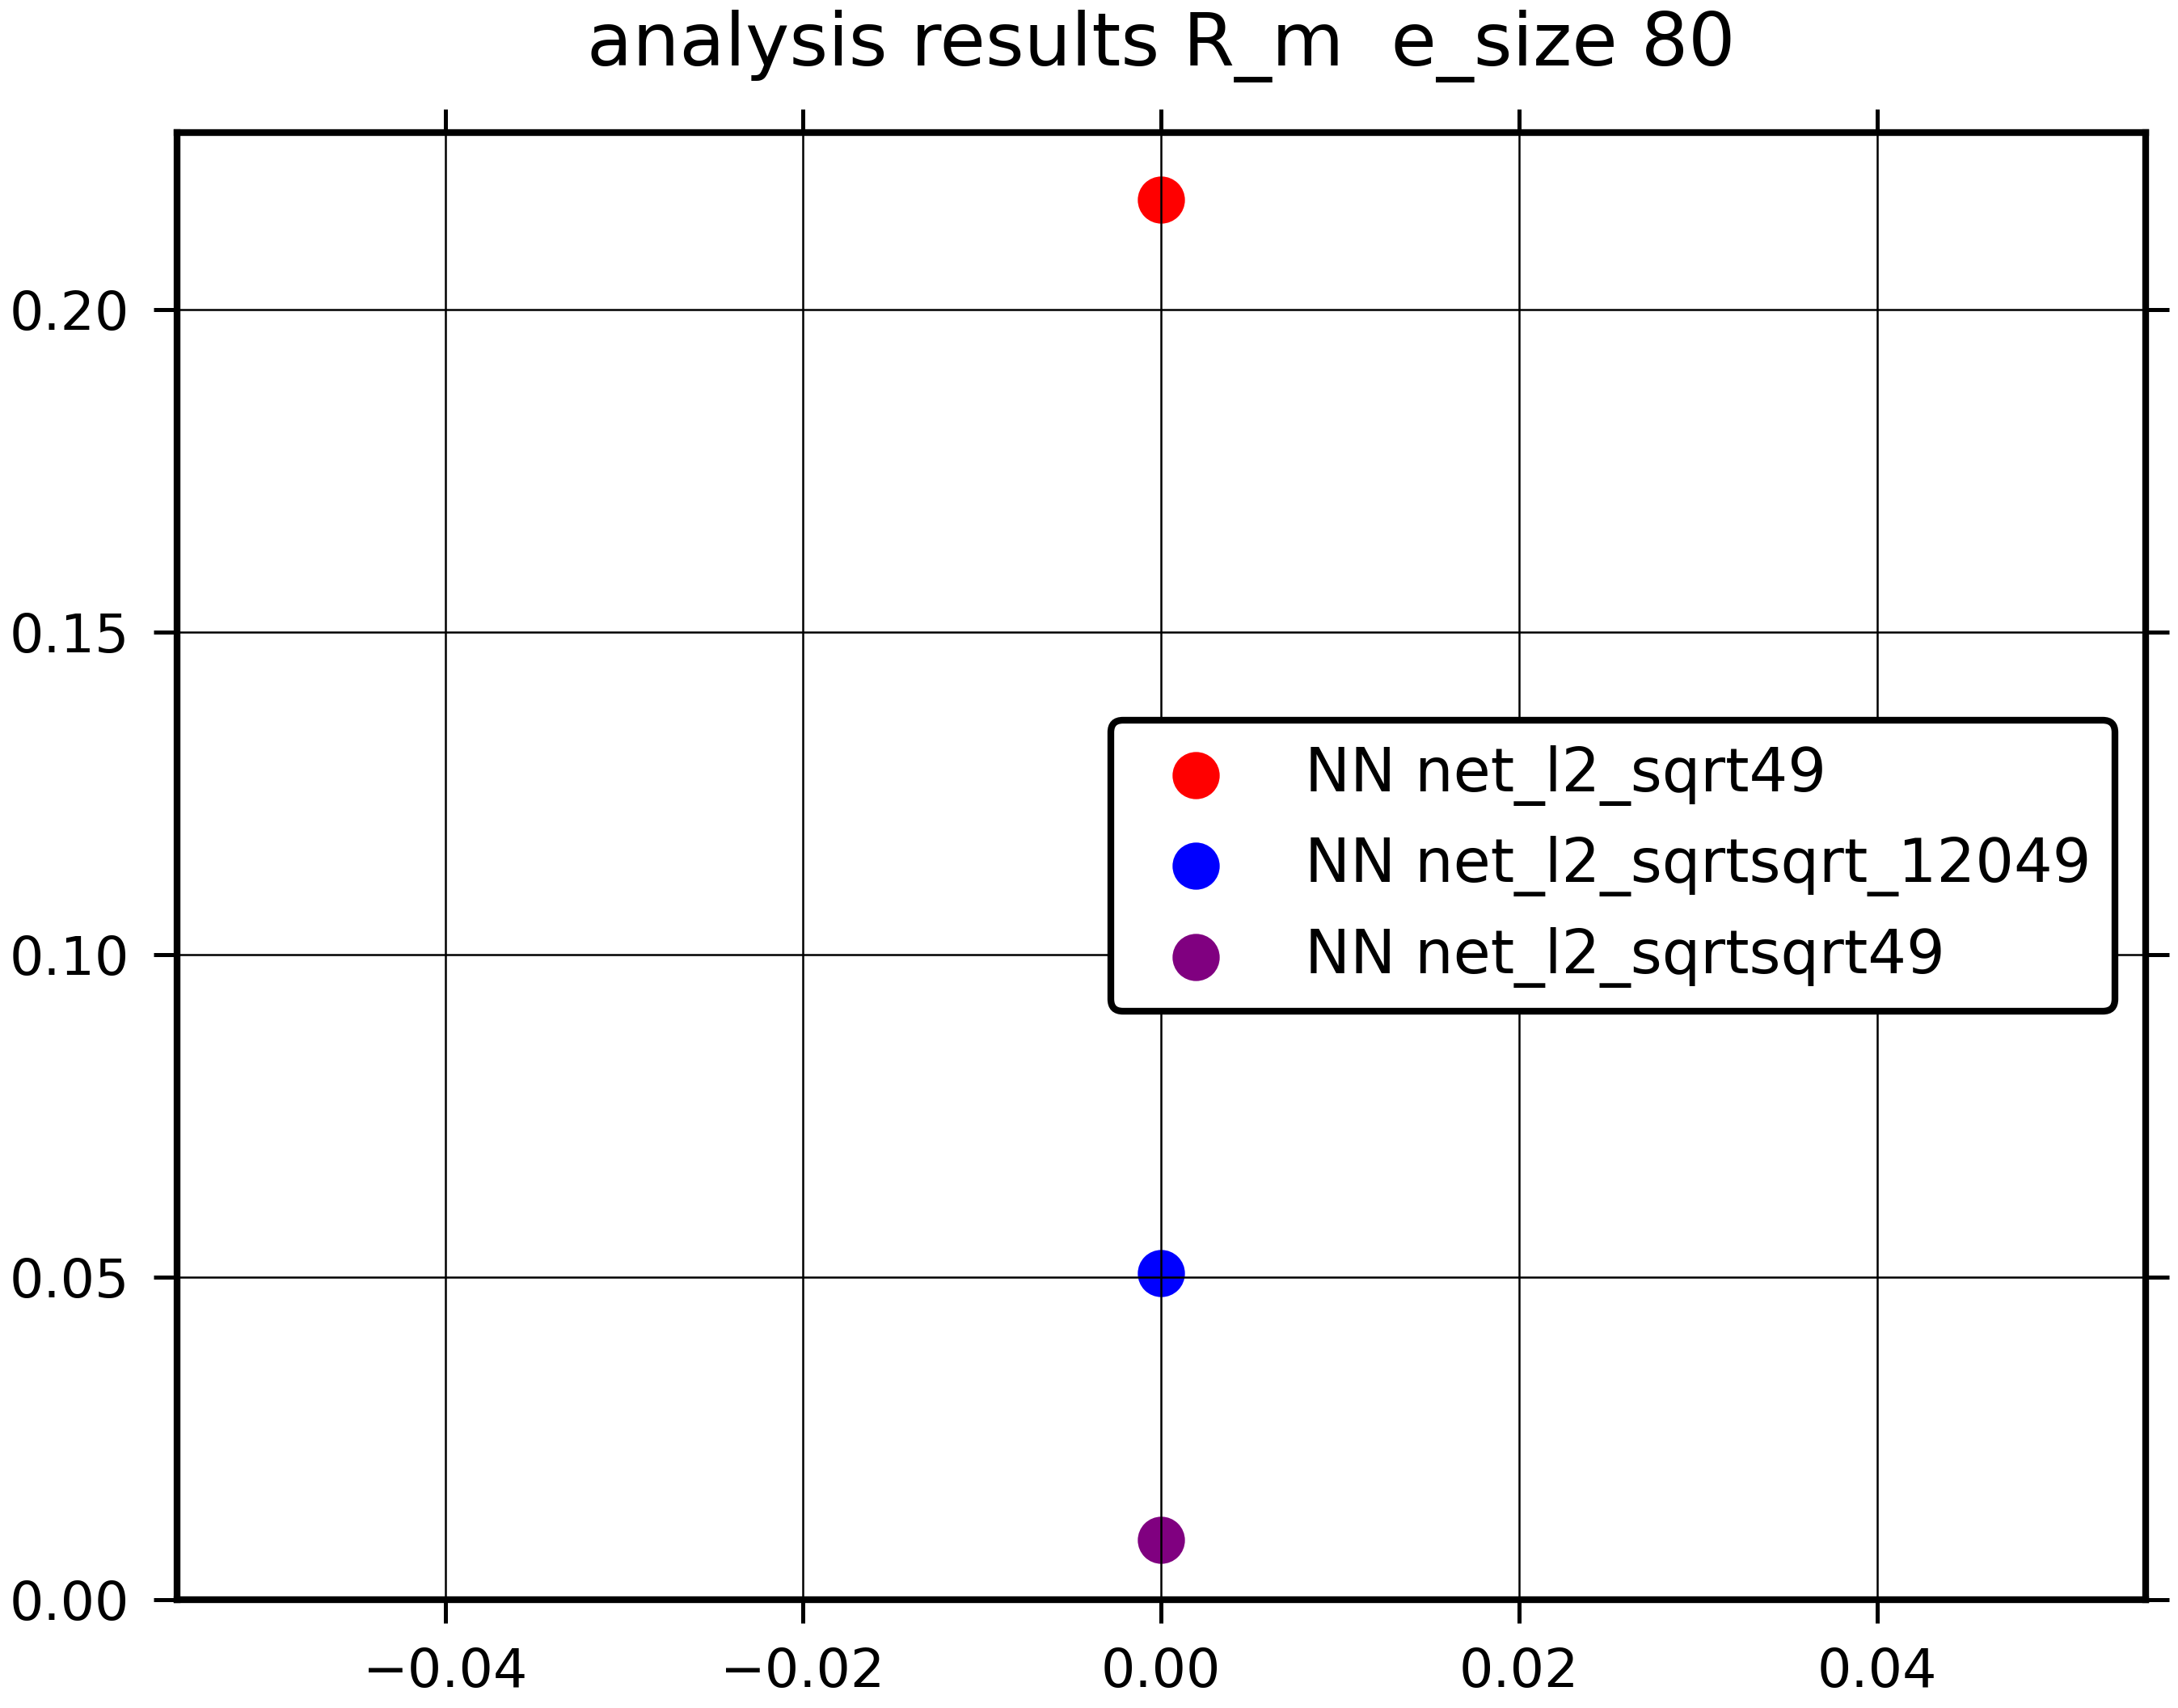 analysis results R_m  e_size 80
0.20
0.15
0.10
0.05
0.00
NN net_l2_sqrt49
NN net_l2_sqrtsqrt_12049
NN net_l2_sqrtsqrt49
−0.04 −0.02 0.00 0.02 0.04